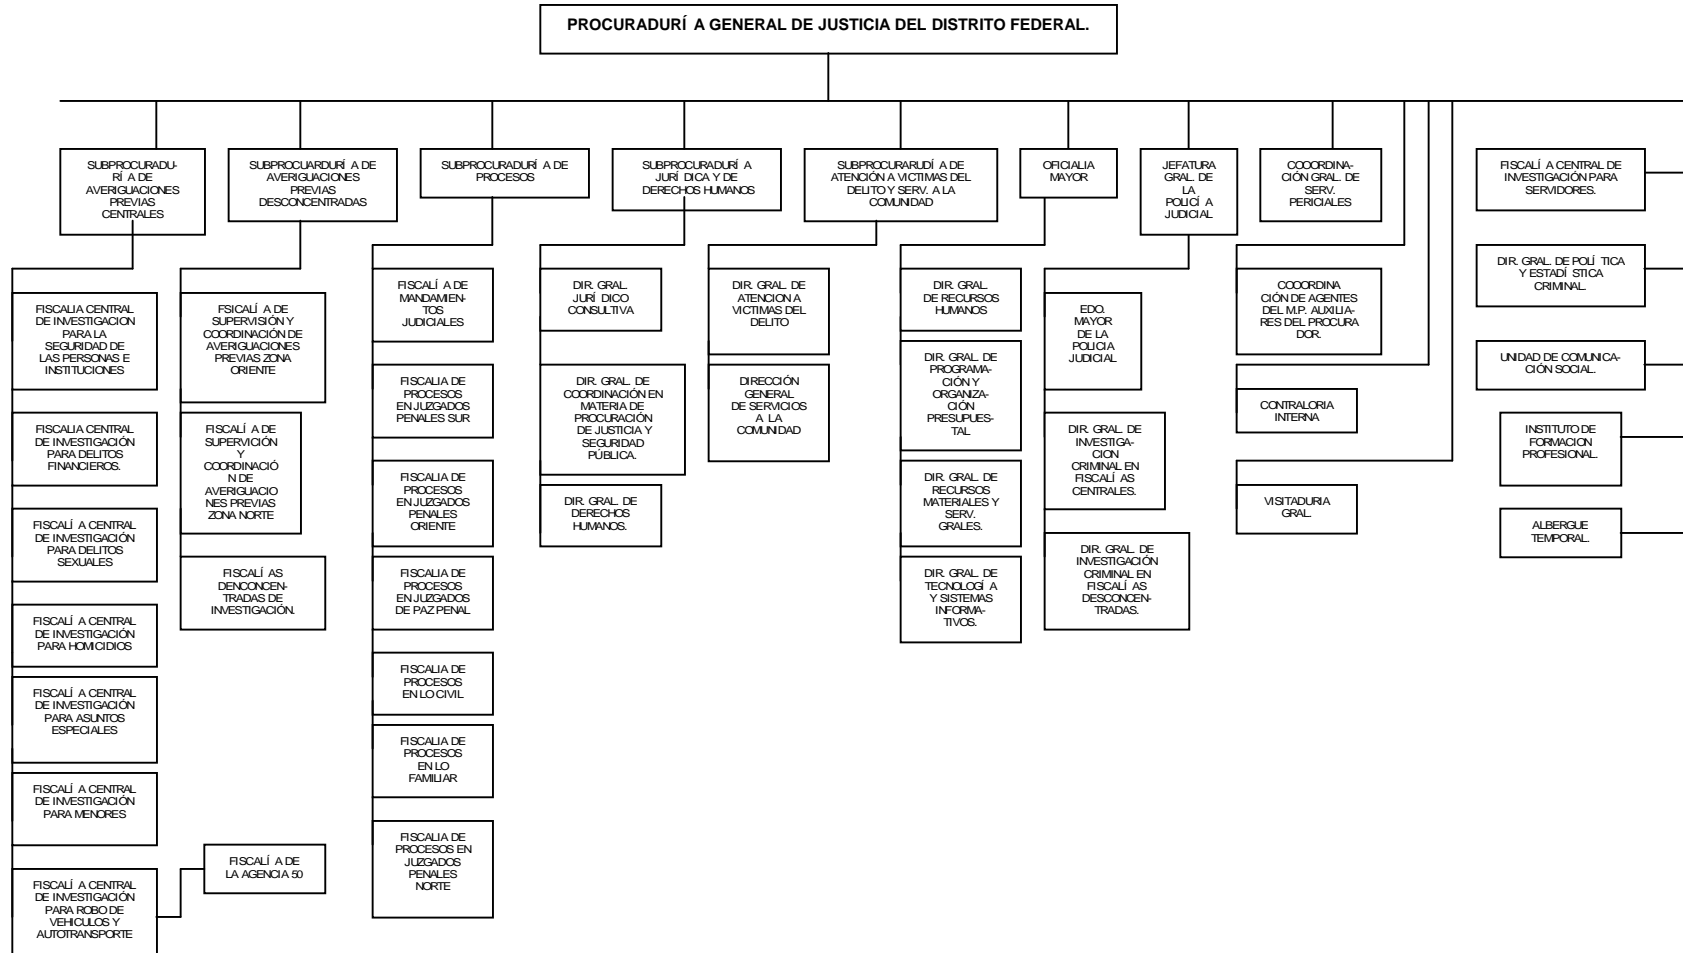 PROCURADURÍ A GENERAL DE JUSTICIA DEL DISTRITO FEDERAL.
SUBPROCURADU-
RÍ A DE
AVERIGUACIONES
PREVIAS
CENTRALES
SUBPROCUARDURÍ A DE
AVERIGUACIONES
PREVIAS
DESCONCENTRADAS
SUBPROCURADURÍ A DE
PROCESOS
SUBPROCURADURÍ A
JURÍ DICA Y DE
DERECHOS HUMANOS
SUBPROCURARUDÍ A DE
ATENCIÓN A VICTIMAS DEL
DELITO Y SERV. A LA
COMUNIDAD
OFICIALIA
MAYOR
JEFATURA
GRAL. DE
LA
POLICÍ A
JUDICIAL
COOORDINA-
CIÓN GRAL. DE
SERV.
PERICIALES
FISCALÍ A CENTRAL DE
INVESTIGACIÓN PARA
SERVIDORES.
FISCALIA CENTRAL
DE INVESTIGACION
PARA LA
SEGURIDAD DE
LAS PERSONAS E
INSTITUCIONES
FISCALIA CENTRAL
DE INVESTIGACIÓN
PARA DELITOS
FINANCIEROS.
FISCALÍ A CENTRAL
DE INVESTIGACIÓN
PARA DELITOS
SEXUALES
FISCALÍ A CENTRAL
DE INVESTIGACIÓN
PARA HOMICIDIOS
FISCALÍ A CENTRAL
DE INVESTIGACIÓN
PARA ASUNTOS
ESPECIALES
FISCALÍ A CENTRAL
DE INVESTIGACIÓN
PARA MENORES
FISCALÍ A CENTRAL
DE INVESTIGACIÓN
PARA ROBO DE
VEHICULOS Y
AUTOTRANSPORTE
FISCALÍ A DE
LA AGENCIA 50
FSICALÍ A DE
SUPERVISIÓN Y
COORDINACIÓN DE
AVERIGUACIONES
PREVIAS ZONA
ORIENTE
FISCALÍ A DE
SUPERVISIÓN
Y
COORDINACIÓ
N DE
AVERIGUACIO
NES PREVIAS
ZONA NORTE
FISCALÍ AS
DENCONCEN-
TRADAS DE
INVESTIGACIÓN.
FISCALÍ A DE
MANDAMIEN-
TOS
JUDICIALES
FISCALIA DE
PROCESOS
EN JUZGADOS
PENALES SUR
FISCALIA DE
PROCESOS
EN JUZGADOS
PENALES
ORIENTE
FISCALIA DE
PROCESOS
EN JUZGADOS
DE PAZ PENAL
FISCALIA DE
PROCESOS
EN LO CIVIL
FISCALIA DE
PROCESOS
EN LO
FAMILIAR
FISCALIA DE
PROCESOS EN
JUZGADOS
PENALES
NORTE
DIR. GRAL.
JURÍ DICO
CONSULTIVA
DIR. GRAL. DE
COORDINACIÓN EN
MATERIA DE
PROCURACIÓN
DE JUSTICIA Y
SEGURIDAD
PÚBLICA.
DIR. GRAL. DE
DERECHOS
HUMANOS.
DIR. GRAL. DE
ATENCION A
VICTIMAS DEL
DELITO
DIRECCIÓN
GENERAL
DE SERVICIOS
A LA
COMUNIDAD
DIR. GRAL.
DE RECURSOS
HUMANOS
DIR. GRAL. DE
PROGRAMA-
CIÓN Y
ORGANIZA-
CIÓN
PRESUPUES-
TAL
DIR. GRAL. DE
RECURSOS
MATERIALES Y
SERV.
GRALES.
DIR. GRAL. DE
TECNOLOGÍ A
Y SISTEMAS
INFORMA-
TIVOS.
EDO.
MAYOR
DE LA
POLICIA
JUDICIAL
DIR. GRAL. DE
INVESTIGA-
CION
CRIMINAL EN
FISCALÍ AS
CENTRALES.
DIR. GRAL. DE
INVESTIGACIÓN
CRIMINAL EN
FISCALÍ AS
DESCONCEN-
TRADAS.
COOORDINA
CIÓN DE AGENTES
DEL M.P. AUXILIA-
RES DEL PROCURA
DOR.
CONTRALORIA
INTERNA
VISITADURIA
GRAL.
DIR. GRAL. DE POLÍ TICA
Y ESTADÍ STICA
CRIMINAL.
UNIDAD DE COMUNICA-
CIÓN SOCIAL.
INSTITUTO DE
FORMACION
PROFESIONAL.
ALBERGUE
TEMPORAL.